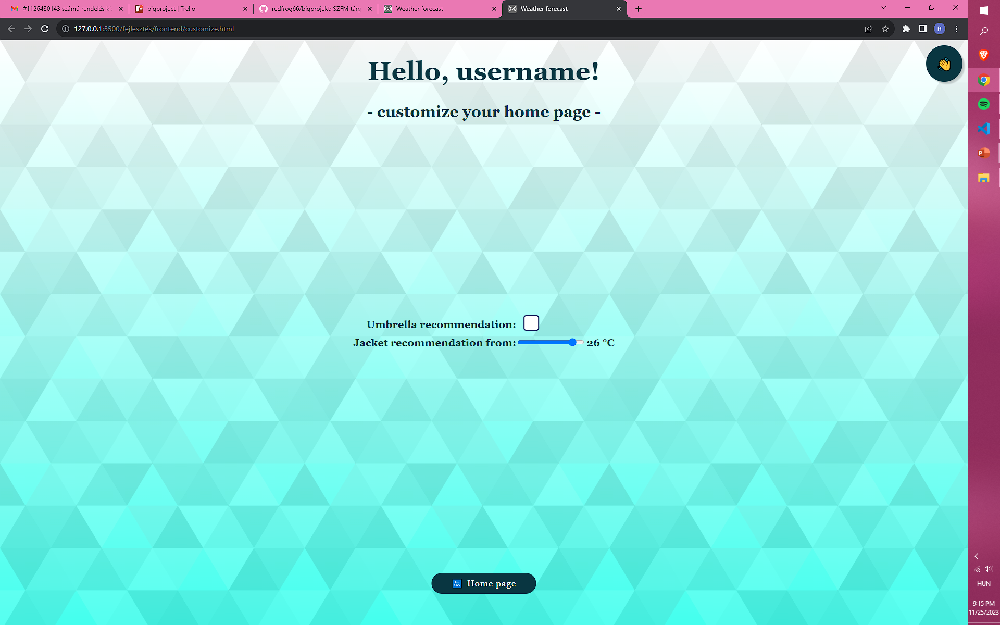 #1126430143 számú rendelés ki
bigproject | Trello
redfrog66/bigprojekt: SZFM tárg
Weather forecast
Weather forecast
127.0.0.1:5500/fejlesztés/frontend/customize.html
R
Hello, username!
- customize your home page -
Umbrella recommendation:
Jacket recommendation from: 26 °C
BACK Home page
P
HUN
9:15 PM
11/25/2023